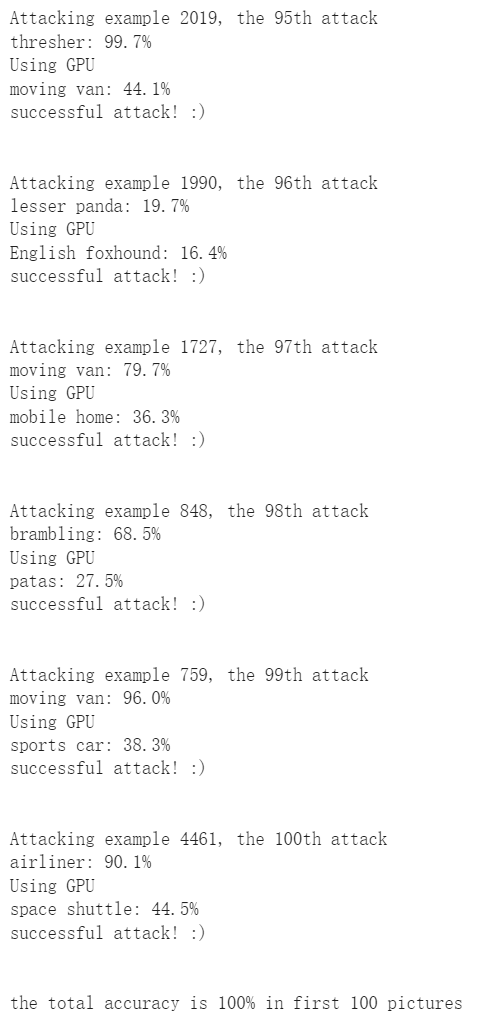 Attacking example 2019, the 95th attack
thresher: 99.7%
Using GPU
moving van: 44.1%
successful attack! :)
Attacking example 1990, the 96th attack
lesser panda: 19.7%
Using GPU
English foxhound: 16.4%
successful attack! :)
Attacking example 1727, the 97th attack
moving van: 79.7%
Using GPU
mobile home: 36.3%
successful attack! :)
Attacking example 848, the 98th attack
brambling: 68.5%
Using GPU
patas: 27.5%
successful attack! :)
Attacking example 759, the 99th attack
moving van: 96.0%
Using GPU
sports car: 38.3%
successful attack! :)
Attacking example 4461, the 100th attack
airliner: 90.1%
Using GPU
space shuttle: 44.5%
successful attack! :)
the total accuracy is 100% in first 100 pictures